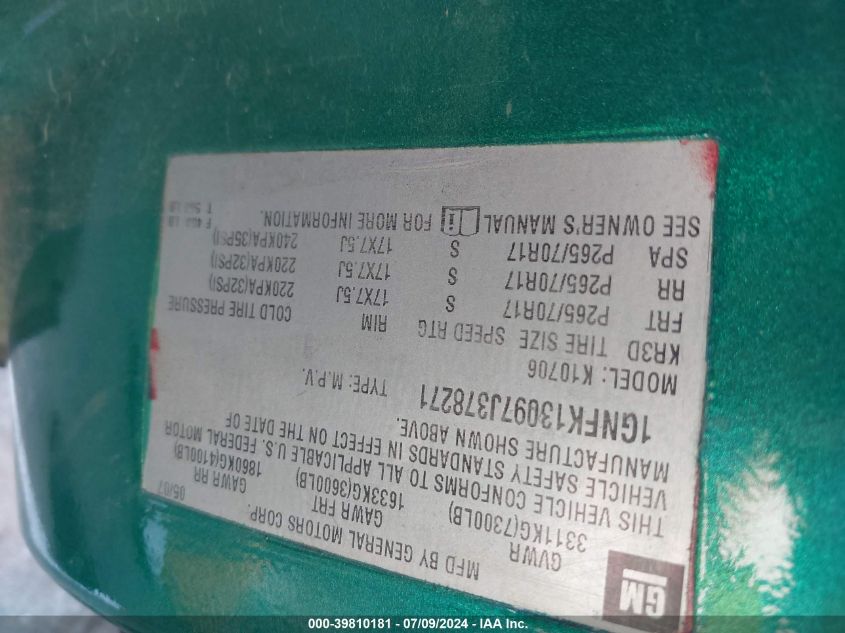 GM
MFD BY GENERAL MOTORS CORP.
05/07
GVWR GAWR FRT GAWR RR
3311KG(7300LB) 1633KG(3600LB) 1860KG(4100LB)
THIS VEHICLE CONFORMS TO ALL APPLICABLE U.S. FEDERAL MOTOR
VEHICLE SAFETY STANDARDS IN EFFECT ON THE DATE OF
MANUFACTURE SHOWN ABOVE.
1GNFK13097J378271 TYPE: M.P.V.
MODEL: K10706
KR3D TIRE SIZE SPEED RTG RIM COLD TIRE PRESSURE
FRT P265/70R17 S 17X7.5J 220KPA(32PSI)
RR P265/70R17 S 17X7.5J 220KPA(32PSI)
SPA P265/70R17 S 17X7.5J 240KPA(35PSI)
SEE OWNER'S MANUAL i FOR MORE INFORMATION.
000-39810181 - 07/09/2024 - IAA Inc.